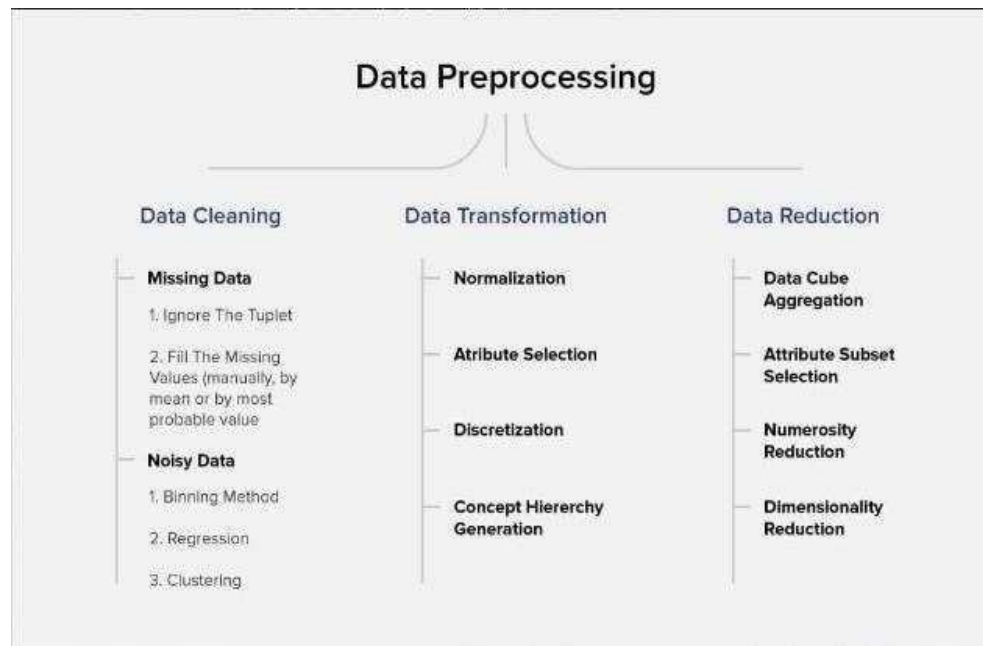 Data Preprocessing
Data Cleaning
Missing Data
1. Ignore The Tuplet
2. Fill The Missing
Values (manually, by
mean or by most
probable value
Noisy Data
1. Binning Method
2. Regression
3. Clustering
Data Transformation
Normalization
Atribute Selection
Discretization
Concept Hiererchy
Generation
Data Reduction
Data Cube
Aggregation
Attribute Subset
Selection
Numerosity
Reduction
Dimensionality
Reduction